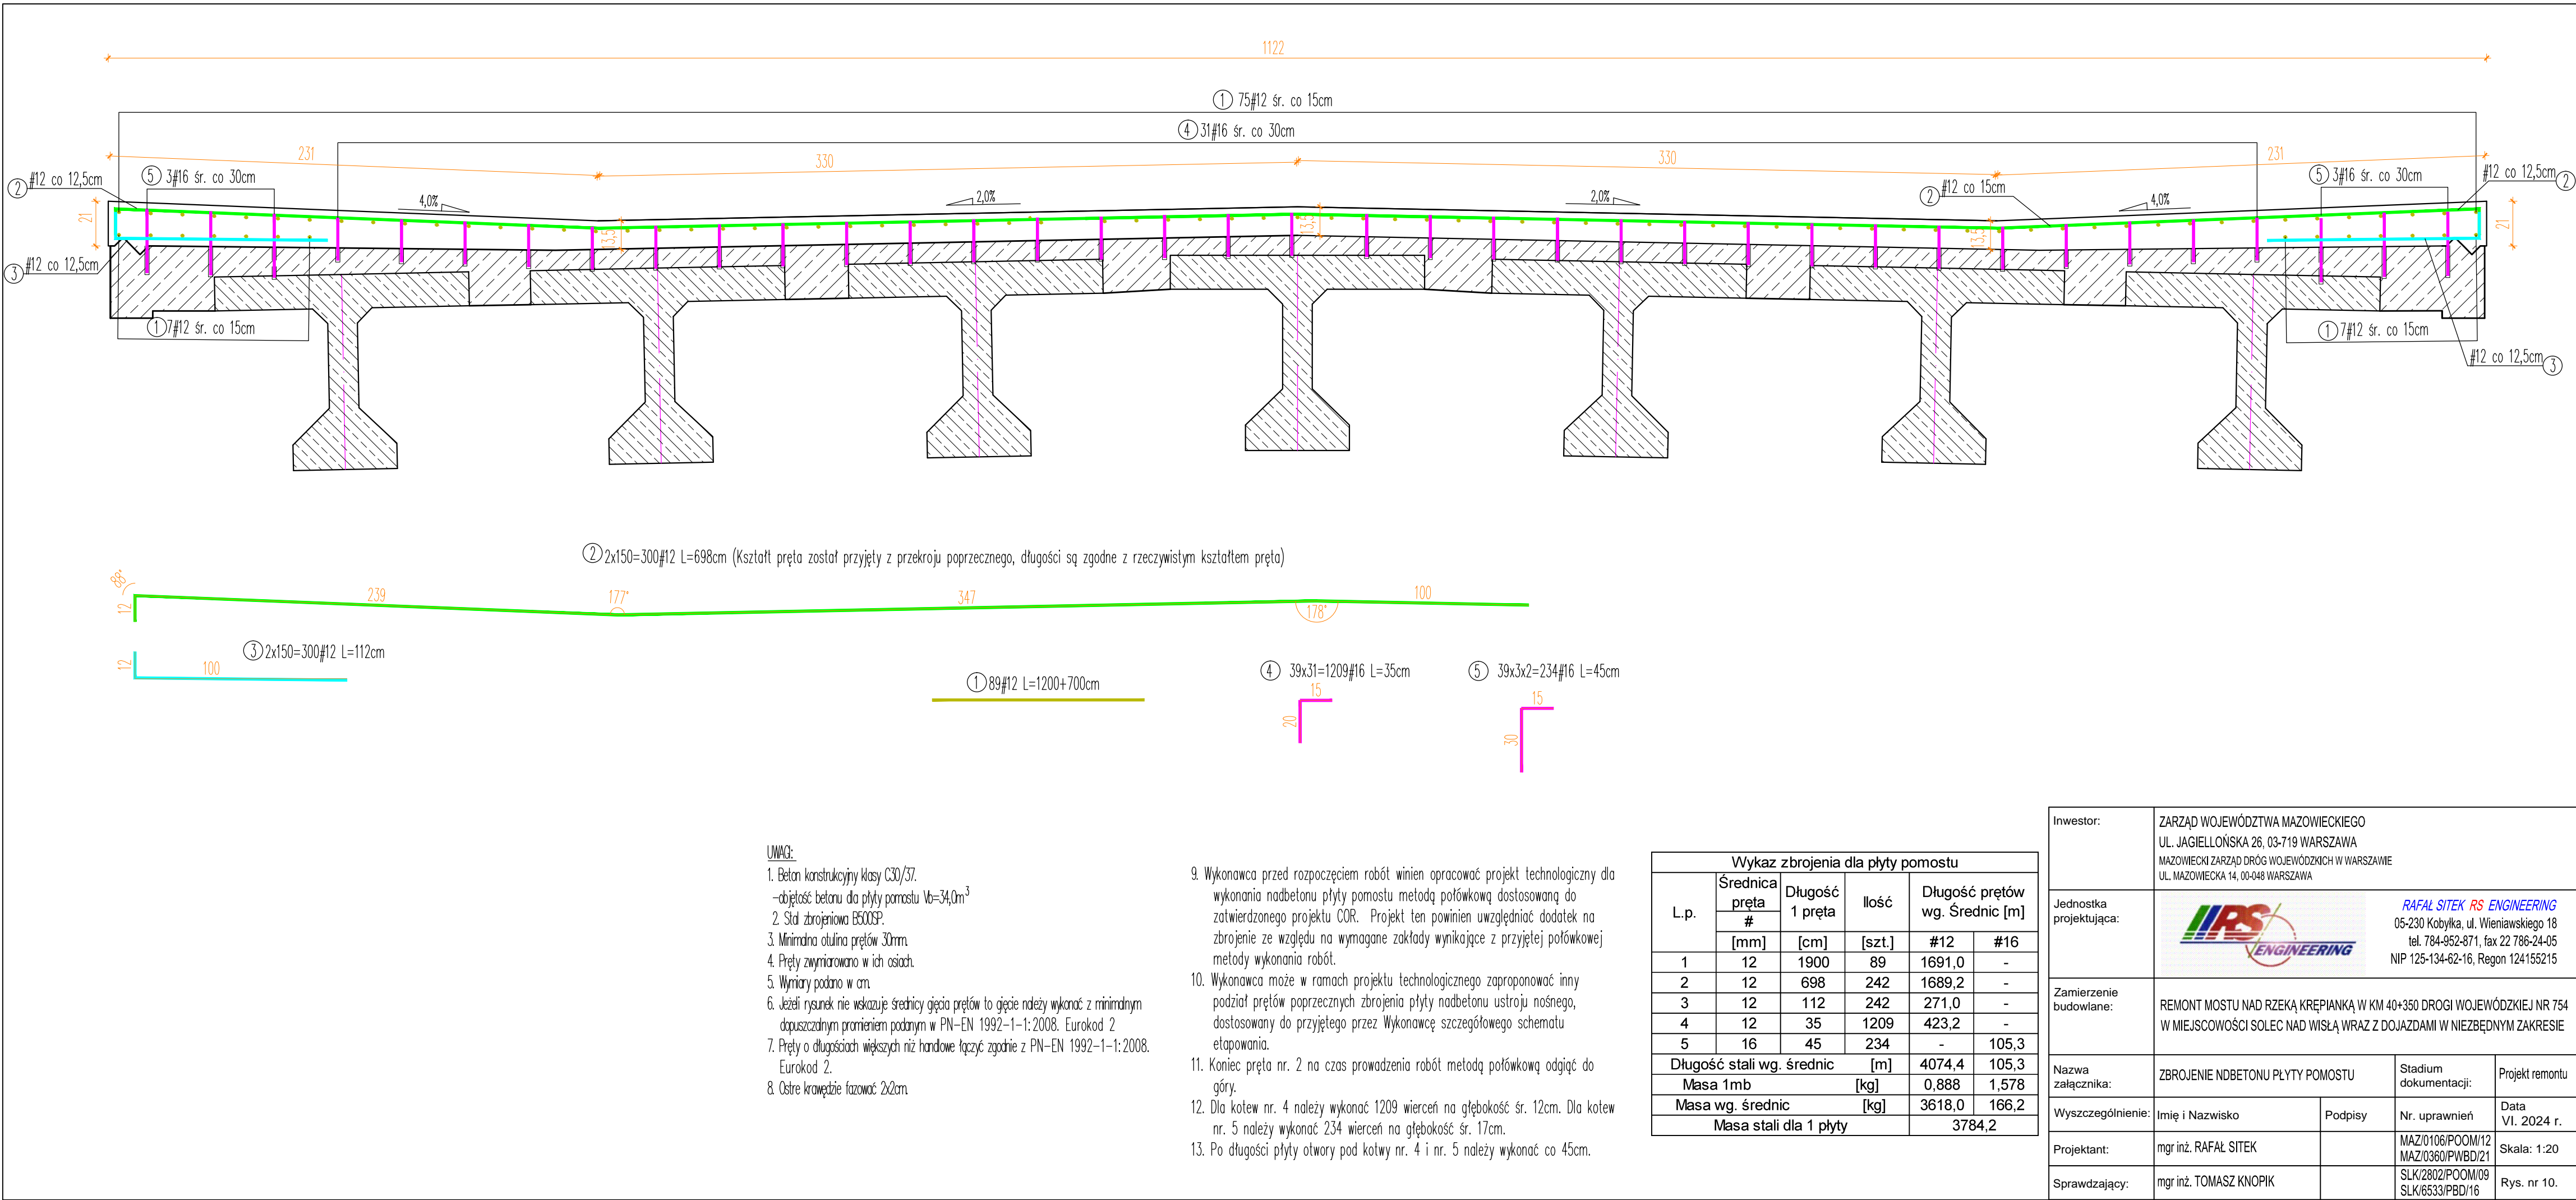 1122
① 75#12 śr. co 15cm
④ 31#16 śr. co 30cm
231
330
330
231
② #12 co 12,5cm
⑤ 3#16 śr. co 30cm
4,0%
2,0%
2,0%
② #12 co 15cm
4,0%
⑤ 3#16 śr. co 30cm
#12 co 12,5cm ②
21
13,5
13,5
13,5
21
③ #12 co 12,5cm
① 7#12 śr. co 15cm
① 7#12 śr. co 15cm
#12 co 12,5cm ③
② 2x150=300#12 L=698cm (Kształt pręta został przyjęty z przekroju poprzecznego, długości są zgodne z rzeczywistym kształtem pręta)
88°
12
239
177°
347
178°
100
③ 2x150=300#12 L=112cm
12
100
① 89#12 L=1200+700cm
④ 39x31=1209#16 L=35cm
15
20
⑤ 39x3x2=234#16 L=45cm
15
30
UWAGI:
1. Beton konstrukcyjny klasy C30/37.
-objętość betonu dla płyty pomostu Vb=34,0m³
2. Stal zbrojeniowa B500SP.
3. Minimalna otulina prętów 30mm.
4. Pręty zwymiarowano w ich osiach.
5. Wymiary podano w cm.
6. Jeżeli rysunek nie wskazuje średnicy gięcia prętów to gięcie należy wykonać z minimalnym
dopuszczalnym promieniem podanym w PN-EN 1992-1-1:2008. Eurokod 2
7. Pręty o długościach większych niż handlowe łączyć zgodnie z PN-EN 1992-1-1:2008.
Eurokod 2.
8. Ostre krawędzie fazować 2x2cm.
9. Wykonawca przed rozpoczęciem robót winien opracować projekt technologiczny dla
wykonania nadbetonu płyty pomostu metodą połówkową dostosowaną do
zatwierdzonego projektu COR. Projekt ten powinien uwzględniać dodatek na
zbrojenie ze względu na wymagane zakłady wynikające z przyjętej połówkowej
metody wykonania robót.
10. Wykonawca może w ramach projektu technologicznego zaproponować inny
podział prętów poprzecznych zbrojenia płyty nadbetonu ustroju nośnego,
dostosowany do przyjętego przez Wykonawcę szczegółowego schematu
etapowania.
11. Koniec pręta nr. 2 na czas prowadzenia robót metodą połówkową odgiąć do
góry.
12. Dla kotew nr. 4 należy wykonać 1209 wierceń na głębokość śr. 12cm. Dla kotew
nr. 5 należy wykonać 234 wierceń na głębokość śr. 17cm.
13. Po długości płyty otwory pod kotwy nr. 4 i nr. 5 należy wykonać co 45cm.
Wykaz zbrojenia dla płyty pomostu
L.p. Średnica pręta # Długość 1 pręta Ilość Długość prętów wg. Średnic [m]
[mm] [cm] [szt.] #12 #16
1 12 1900 89 1691,0 -
2 12 698 242 1689,2 -
3 12 112 242 271,0 -
4 12 35 1209 423,2 -
5 16 45 234 - 105,3
Długość stali wg. średnic [m] 4074,4 105,3
Masa 1mb [kg] 0,888 1,578
Masa wg. średnic [kg] 3618,0 166,2
Masa stali dla 1 płyty 3784,2
Inwestor:
ZARZĄD WOJEWÓDZTWA MAZOWIECKIEGO
UL. JAGIELLOŃSKA 26, 03-719 WARSZAWA
MAZOWIECKI ZARZĄD DRÓG WOJEWÓDZKICH W WARSZAWIE
UL. MAZOWIECKA 14, 00-048 WARSZAWA
Jednostka
projektująca:
RS
ENGINEERING
RAFAŁ SITEK RS ENGINEERING
05-230 Kobyłka, ul. Wieniawskiego 18
tel. 784-952-871, fax 22 786-24-05
NIP 125-134-62-16, Regon 124155215
Zamierzenie
budowlane:
REMONT MOSTU NAD RZEKĄ KRĘPIANKĄ W KM 40+350 DROGI WOJEWÓDZKIEJ NR 754
W MIEJSCOWOŚCI SOLEC NAD WISŁĄ WRAZ Z DOJAZDAMI W NIEZBĘDNYM ZAKRESIE
Nazwa
załącznika:
ZBROJENIE NDBETONU PŁYTY POMOSTU
Stadium
dokumentacji:
Projekt remontu
Wyszczególnienie: Imię i Nazwisko Podpisy Nr. uprawnień
Data
VI. 2024 r.
Projektant: mgr inż. RAFAŁ SITEK
MAZ/0106/POOM/12
MAZ/0360/PWBD/21
Skala: 1:20
Sprawdzający: mgr inż. TOMASZ KNOPIK
SLK/2802/POOM/09
SLK/6533/PBD/16
Rys. nr 10.